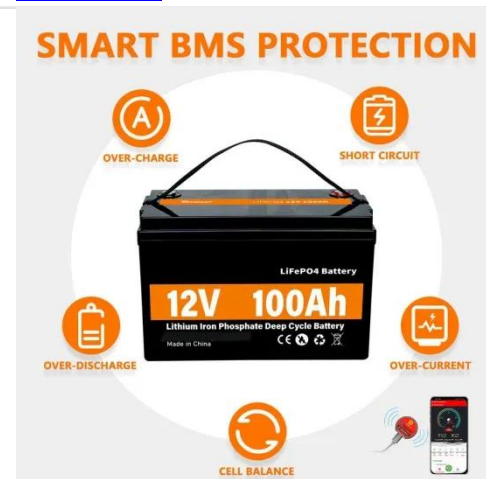 SMART BMS PROTECTION
OVER-CHARGE
SHORT CIRCUIT
LiFePO4 Battery
12V 100Ah
Lithium Iron Phosphate Deep Cycle Battery
Made in China
CE
OVER-DISCHARGE
OVER-CURRENT
CELL BALANCE